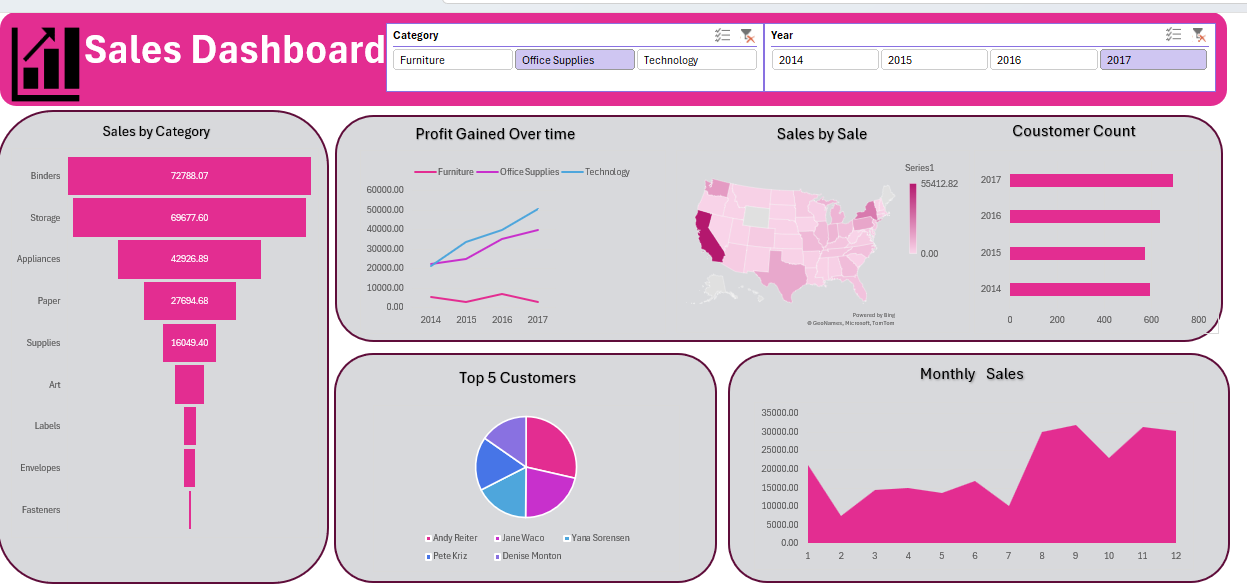 Sales Dashboard
Category
Furniture
Office Supplies
Technology
Year
2014
2015
2016
2017
Sales by Category
Binders
72788.07
Storage
69677.60
Appliances
42926.89
Paper
27694.68
Supplies
16049.40
Art
Labels
Envelopes
Fasteners
Profit Gained Over time
Furniture
Office Supplies
Technology
60000.00
50000.00
40000.00
30000.00
20000.00
10000.00
0.00
2014 2015 2016 2017
Sales by Sale
Series1
55412.82
0.00
Powered by Bing
© GeoNames, Microsoft, TomTom
Coustomer Count
2017
2016
2015
2014
0 200 400 600 800
Top 5 Customers
Andy Reiter
Jane Waco
Yana Sorensen
Pete Kriz
Denise Monton
Monthly Sales
35000.00
30000.00
25000.00
20000.00
15000.00
10000.00
5000.00
0.00
1 2 3 4 5 6 7 8 9 10 11 12